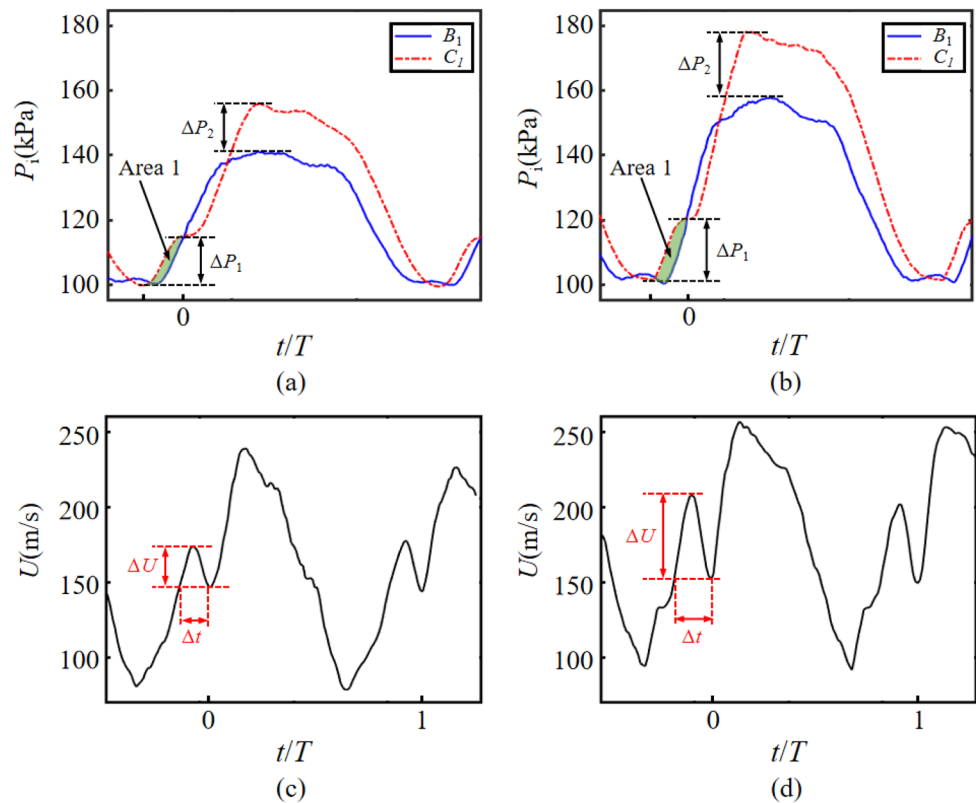 180
160
140
120
100
P₁(kPa)
B₁
C₁
ΔP₂
Area 1
ΔP₁
0
t/T
(a)
180
160
140
120
100
P₁(kPa)
B₁
C₁
ΔP₂
Area 1
ΔP₁
0
t/T
(b)
250
200
150
100
U(m/s)
ΔU
Δt
0
1
t/T
(c)
250
200
150
100
U(m/s)
ΔU
Δt
0
1
t/T
(d)